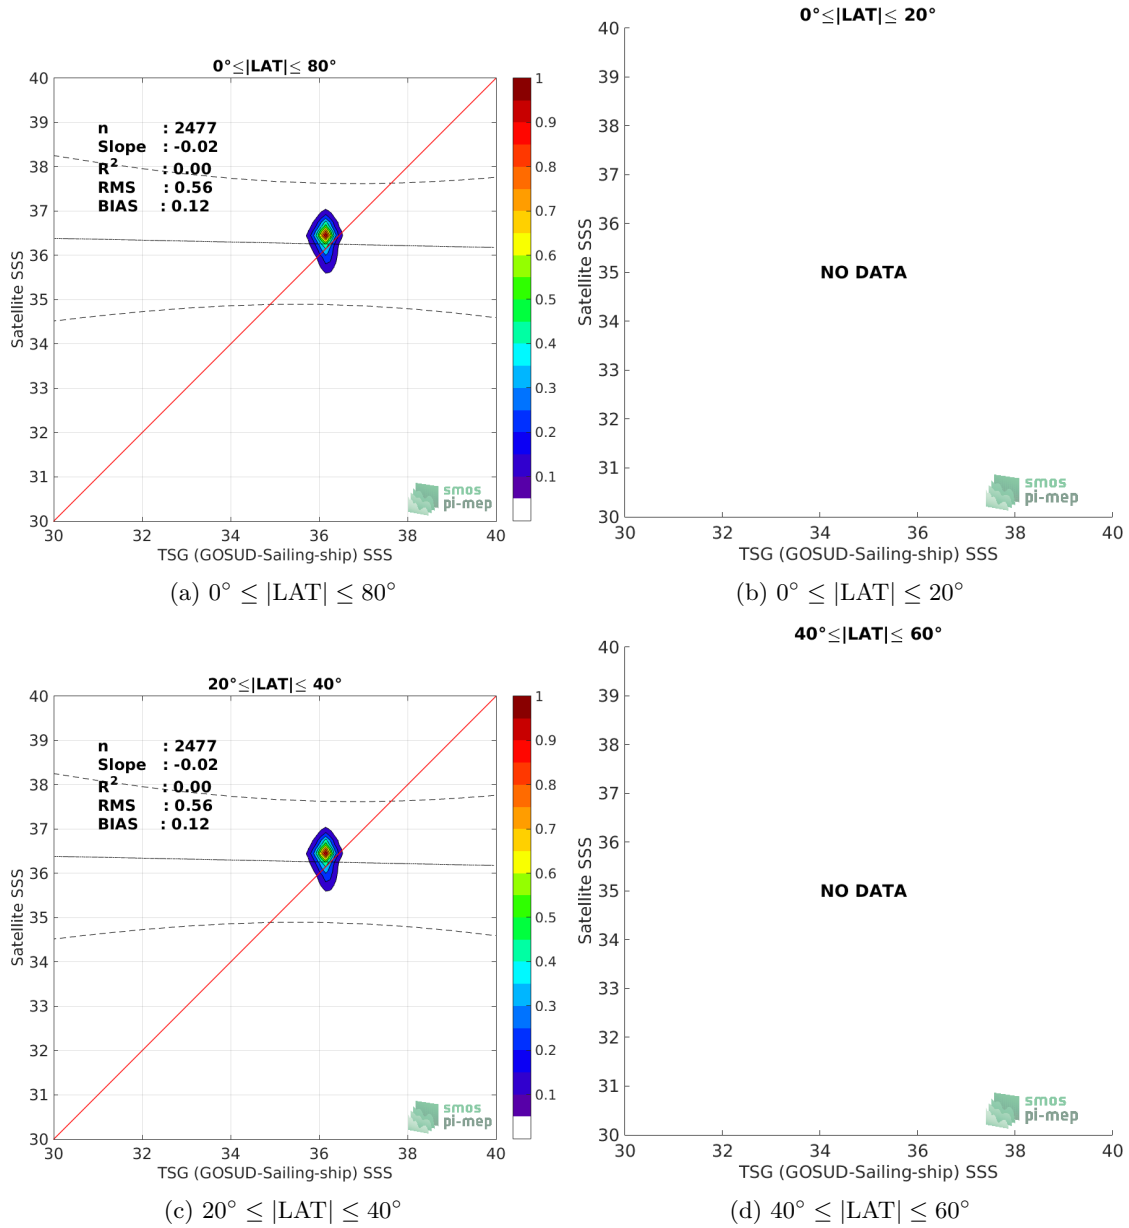 0°≤|LAT|≤ 80°
n : 2477
Slope : -0.02
R² : 0.00
RMS : 0.56
BIAS : 0.12
Satellite SSS
40
39
38
37
36
35
34
33
32
31
30
30 32 34 36 38 40
TSG (GOSUD-Sailing-ship) SSS
1
0.9
0.8
0.7
0.6
0.5
0.4
0.3
0.2
0.1
smos
pi-mep
(a) 0° ≤ |LAT| ≤ 80°
0°≤|LAT|≤ 20°
Satellite SSS
40
39
38
37
36
35
34
33
32
31
30
NO DATA
30 32 34 36 38 40
TSG (GOSUD-Sailing-ship) SSS
smos
pi-mep
(b) 0° ≤ |LAT| ≤ 20°
20°≤|LAT|≤ 40°
n : 2477
Slope : -0.02
R² : 0.00
RMS : 0.56
BIAS : 0.12
Satellite SSS
40
39
38
37
36
35
34
33
32
31
30
30 32 34 36 38 40
TSG (GOSUD-Sailing-ship) SSS
1
0.9
0.8
0.7
0.6
0.5
0.4
0.3
0.2
0.1
smos
pi-mep
(c) 20° ≤ |LAT| ≤ 40°
40°≤|LAT|≤ 60°
Satellite SSS
40
39
38
37
36
35
34
33
32
31
30
NO DATA
30 32 34 36 38 40
TSG (GOSUD-Sailing-ship) SSS
smos
pi-mep
(d) 40° ≤ |LAT| ≤ 60°